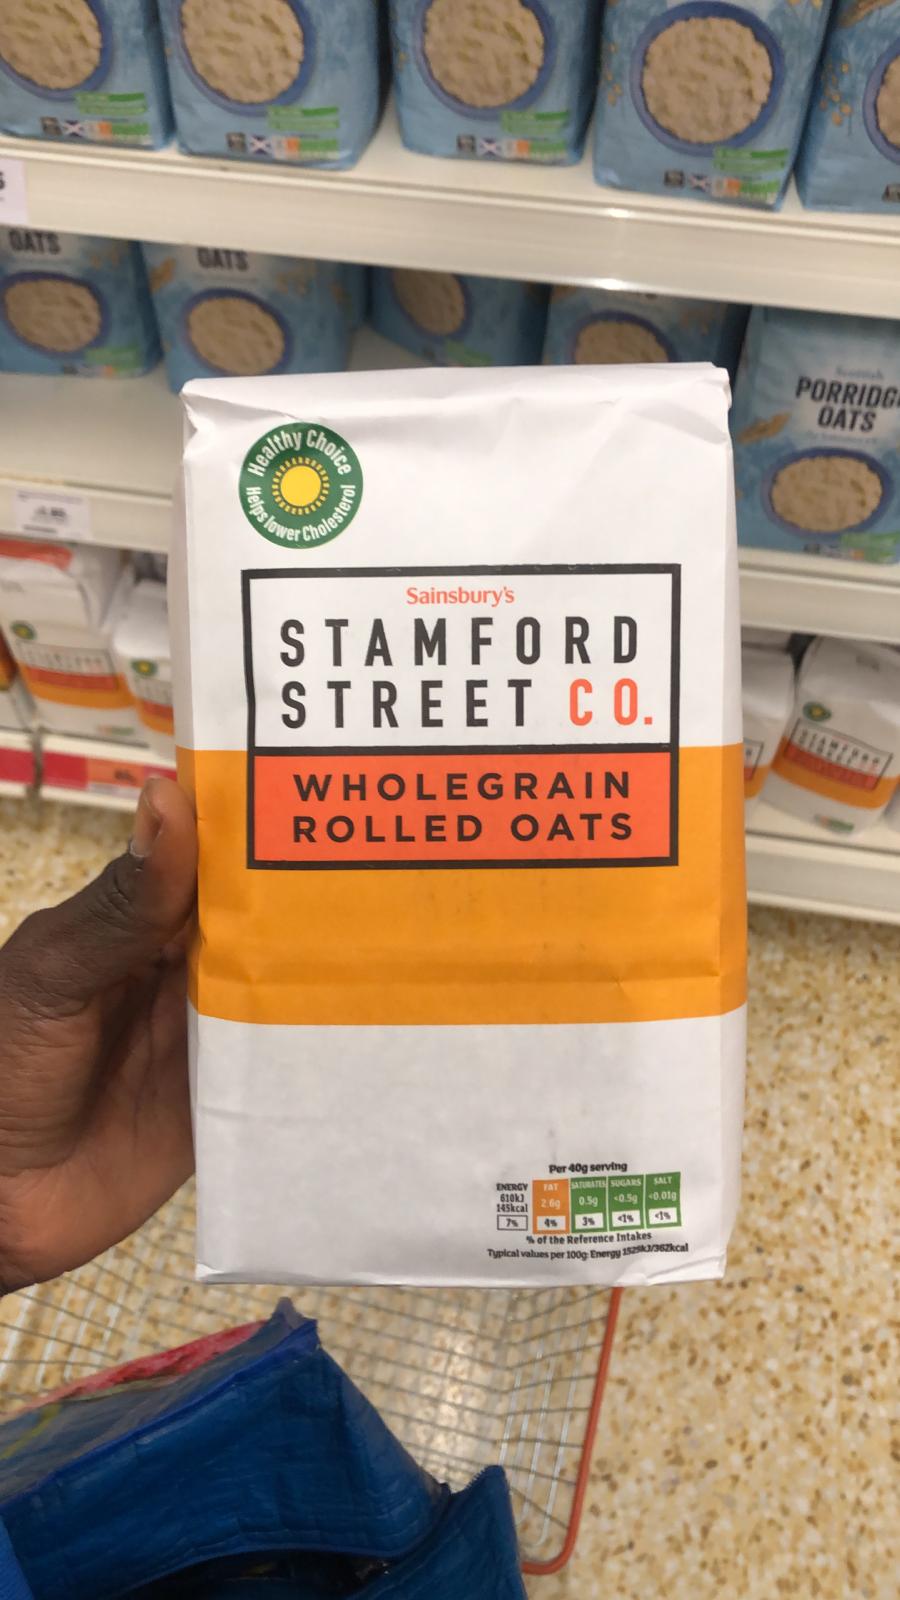 OATS
OATS
Scottish
PORRIDG
OATS
Healthy Choice
Helps lower Cholesterol
Sainsbury's
STAMFORD
STREET CO.
WHOLEGRAIN
ROLLED OATS
Per 40g serving
ENERGY FAT SATURATES SUGARS SALT
610kJ
145kcal 2.6g 0.5g <0.5g <0.01g
7% 4% 3% <1% <1%
% of the Reference Intakes
Typical values per 100g: Energy 1529kJ/362kcal